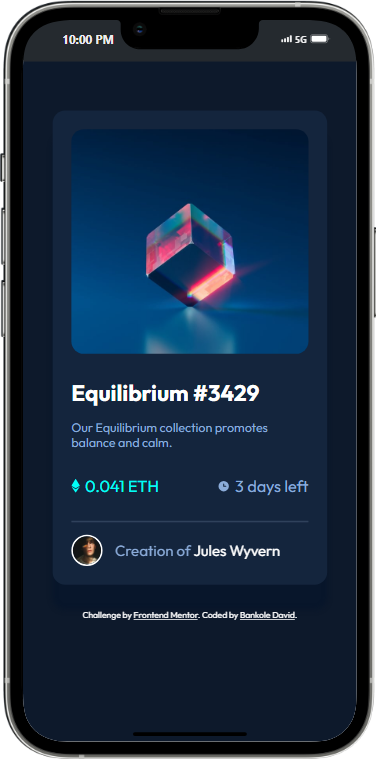 10:00 PM 5G
Equilibrium #3429
Our Equilibrium collection promotes
balance and calm.
0.041 ETH 3 days left
Creation of Jules Wyvern
Challenge by Frontend Mentor. Coded by Bankole David.